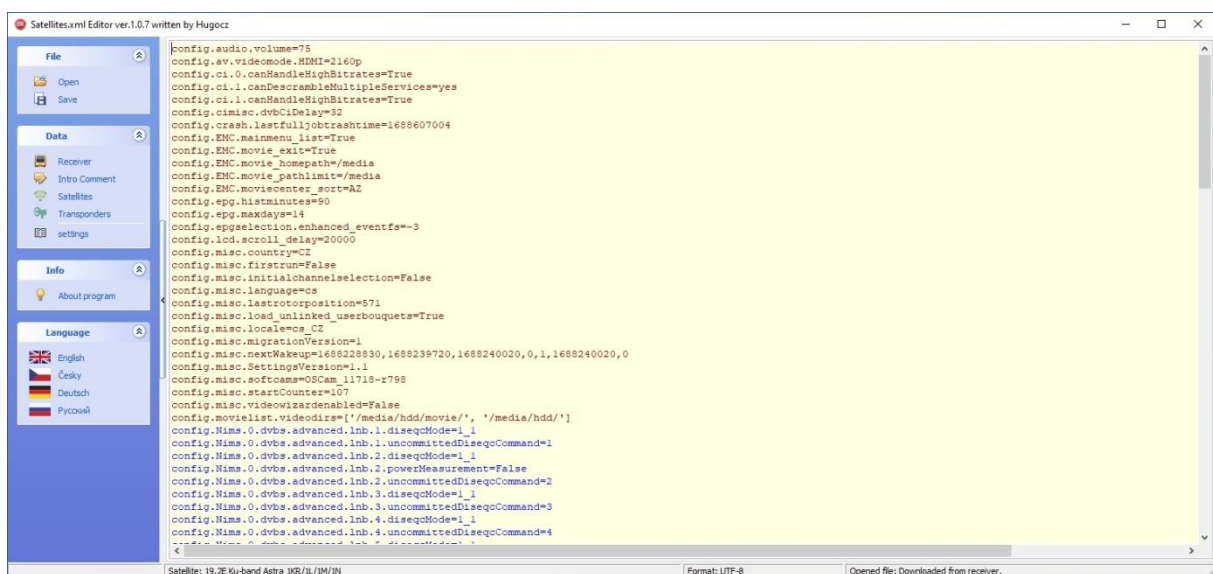 Satellites.xml Editor ver.1.0.7 written by Hugocz
File
Open
Save
Data
Receiver
Intro Comment
Satellites
Transponders
settings
Info
About program
Language
English
Česky
Deutsch
Русский
config.audio.volume=75
config.av.videomode.HDMI=2160p
config.ci.0.canHandleHighBitrates=True
config.ci.1.canDescrambleMultipleServices=yes
config.ci.1.canHandleHighBitrates=True
config.cimisc.dvbCiDelay=32
config.crash.lastfulljobtrashtime=1688607004
config.EMC.mainmenu_list=True
config.EMC.movie_exit=True
config.EMC.movie_homepath=/media
config.EMC.movie_pathlimit=/media
config.EMC.moviecenter_sort=AZ
config.epg.histminutes=90
config.epg.maxdays=14
config.epgselection.enhanced_eventfs=-3
config.lcd.scroll_delay=20000
config.misc.country=CZ
config.misc.firstrun=False
config.misc.initialchannelselection=False
config.misc.language=cs
config.misc.lastrotorposition=571
config.misc.load_unlinked_userbouquets=True
config.misc.locale=cs_CZ
config.misc.migrationVersion=1
config.misc.nextWakeup=1688228830,1688239720,1688240020,0,1,1688240020,0
config.misc.SettingsVersion=1.1
config.misc.softcams=OSCam_11718-r798
config.misc.startCounter=107
config.misc.videowizardenabled=False
config.movielist.videodirs=['/media/hdd/movie/', '/media/hdd/']
config.Nims.0.dvbs.advanced.lnb.1.diseqcMode=1_1
config.Nims.0.dvbs.advanced.lnb.1.uncommittedDiseqcCommand=1
config.Nims.0.dvbs.advanced.lnb.2.diseqcMode=1_1
config.Nims.0.dvbs.advanced.lnb.2.powerMeasurement=False
config.Nims.0.dvbs.advanced.lnb.2.uncommittedDiseqcCommand=2
config.Nims.0.dvbs.advanced.lnb.3.diseqcMode=1_1
config.Nims.0.dvbs.advanced.lnb.3.uncommittedDiseqcCommand=3
config.Nims.0.dvbs.advanced.lnb.4.diseqcMode=1_1
config.Nims.0.dvbs.advanced.lnb.4.uncommittedDiseqcCommand=4
Satellite: 19.2E Ku-band Astra 1KR/1L/1M/1N
Format: UTF-8
Opened file: Downloaded from receiver.